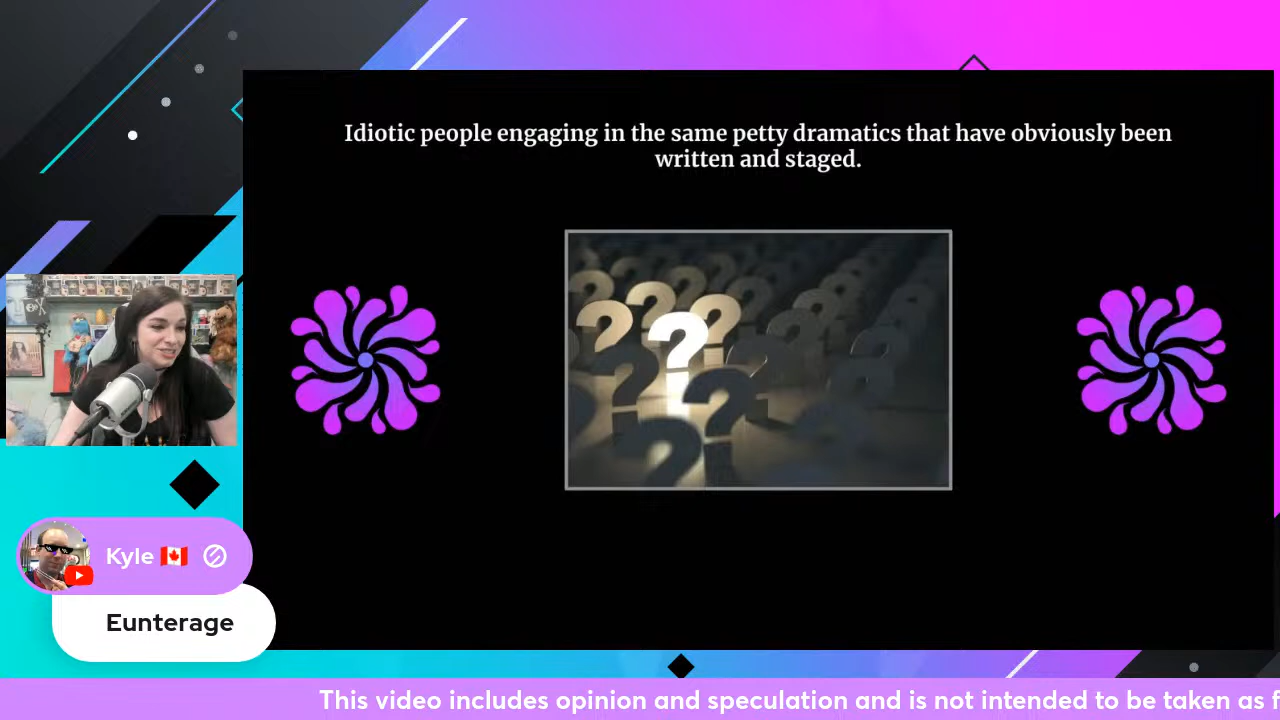 Idiotic people engaging in the same petty dramatics that have obviously been
written and staged.
Kyle 🇨🇦
Eunterage
This video includes opinion and speculation and is not intended to be taken as f